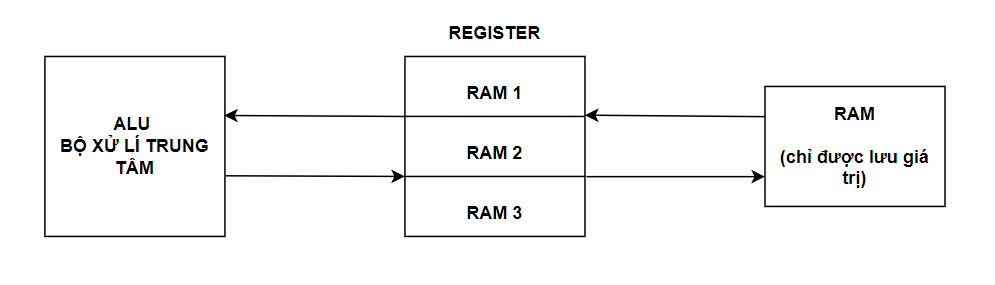 REGISTER
ALU
BỘ XỬ LÍ TRUNG
TÂM
RAM 1
RAM 2
RAM 3
RAM
(chỉ được lưu giá
trị)